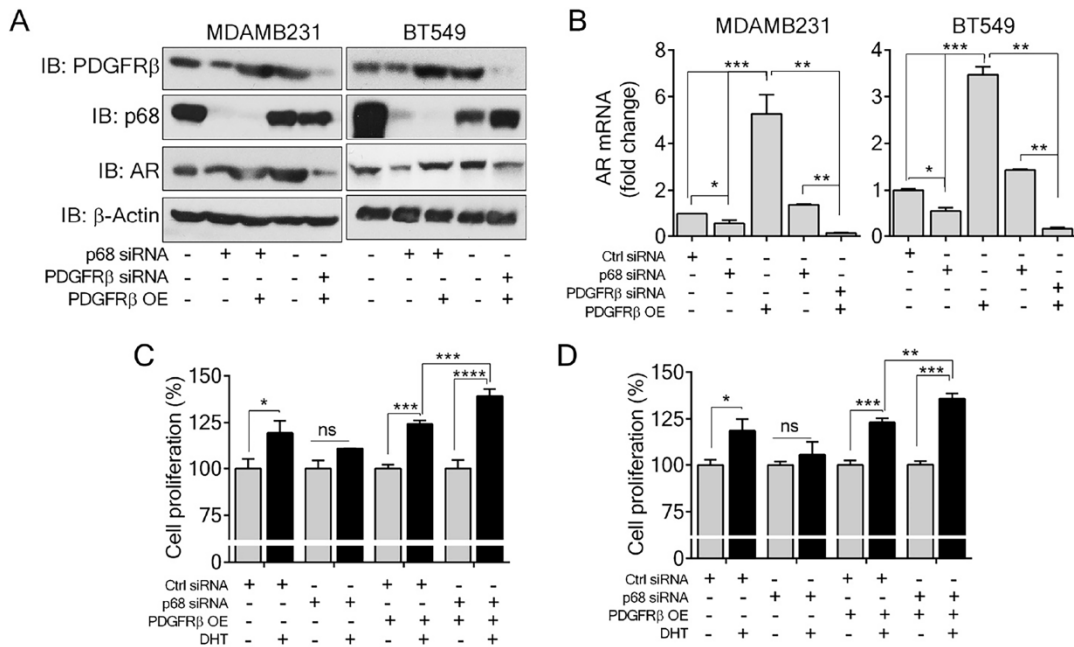 A
MDAMB231 BT549
IB: PDGFRβ
IB: p68
IB: AR
IB: β-Actin
p68 siRNA - + + - - - + + - -
PDGFRβ siRNA - - - - + - - - - +
PDGFRβ OE - - + - + - - + - +
B
MDAMB231 BT549
AR mRNA
(fold change)
8
6
4
2
0
*** ** * **
4
3
2
1
0
*** ** * **
Ctrl siRNA + - - - - + - - - -
p68 siRNA - + - + - - + - + -
PDGFRβ siRNA - - - - + - - - - +
PDGFRβ OE - - + - + - - + - +
C
Cell proliferation (%)
150
125
100
75
0
* ns *** **** ***
Ctrl siRNA + + - - + + - -
p68 siRNA - - + + - - + +
PDGFRβ OE - - - - + + + +
DHT - + - + - + - +
D
Cell proliferation (%)
150
125
100
75
0
* ns *** *** **
Ctrl siRNA + + - - + + - -
p68 siRNA - - + + - - + +
PDGFRβ OE - - - - + + + +
DHT - + - + - + - +